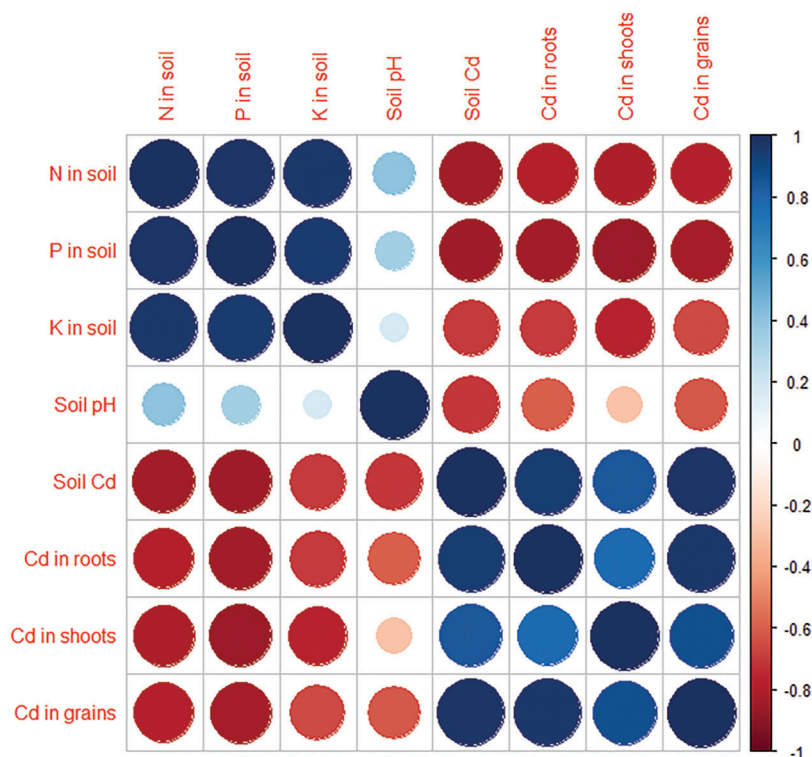 N in soil
P in soil
K in soil
Soil pH
Soil Cd
Cd in roots
Cd in shoots
Cd in grains
N in soil
P in soil
K in soil
Soil pH
Soil Cd
Cd in roots
Cd in shoots
Cd in grains
1
0.8
0.6
0.4
0.2
0
-0.2
-0.4
-0.6
-0.8
-1